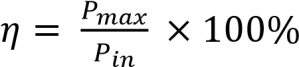 η = P_max / P_in × 100%